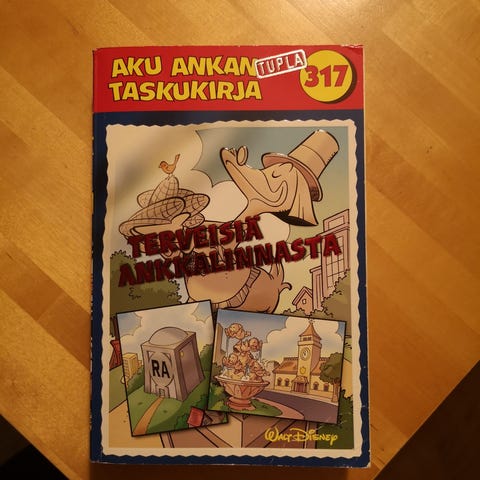 AKU ANKAN
TUPLA
TASKUKIRJA
317
TERVEISIÄ
ANKKALINNASTA
RA
WALT DISNEY